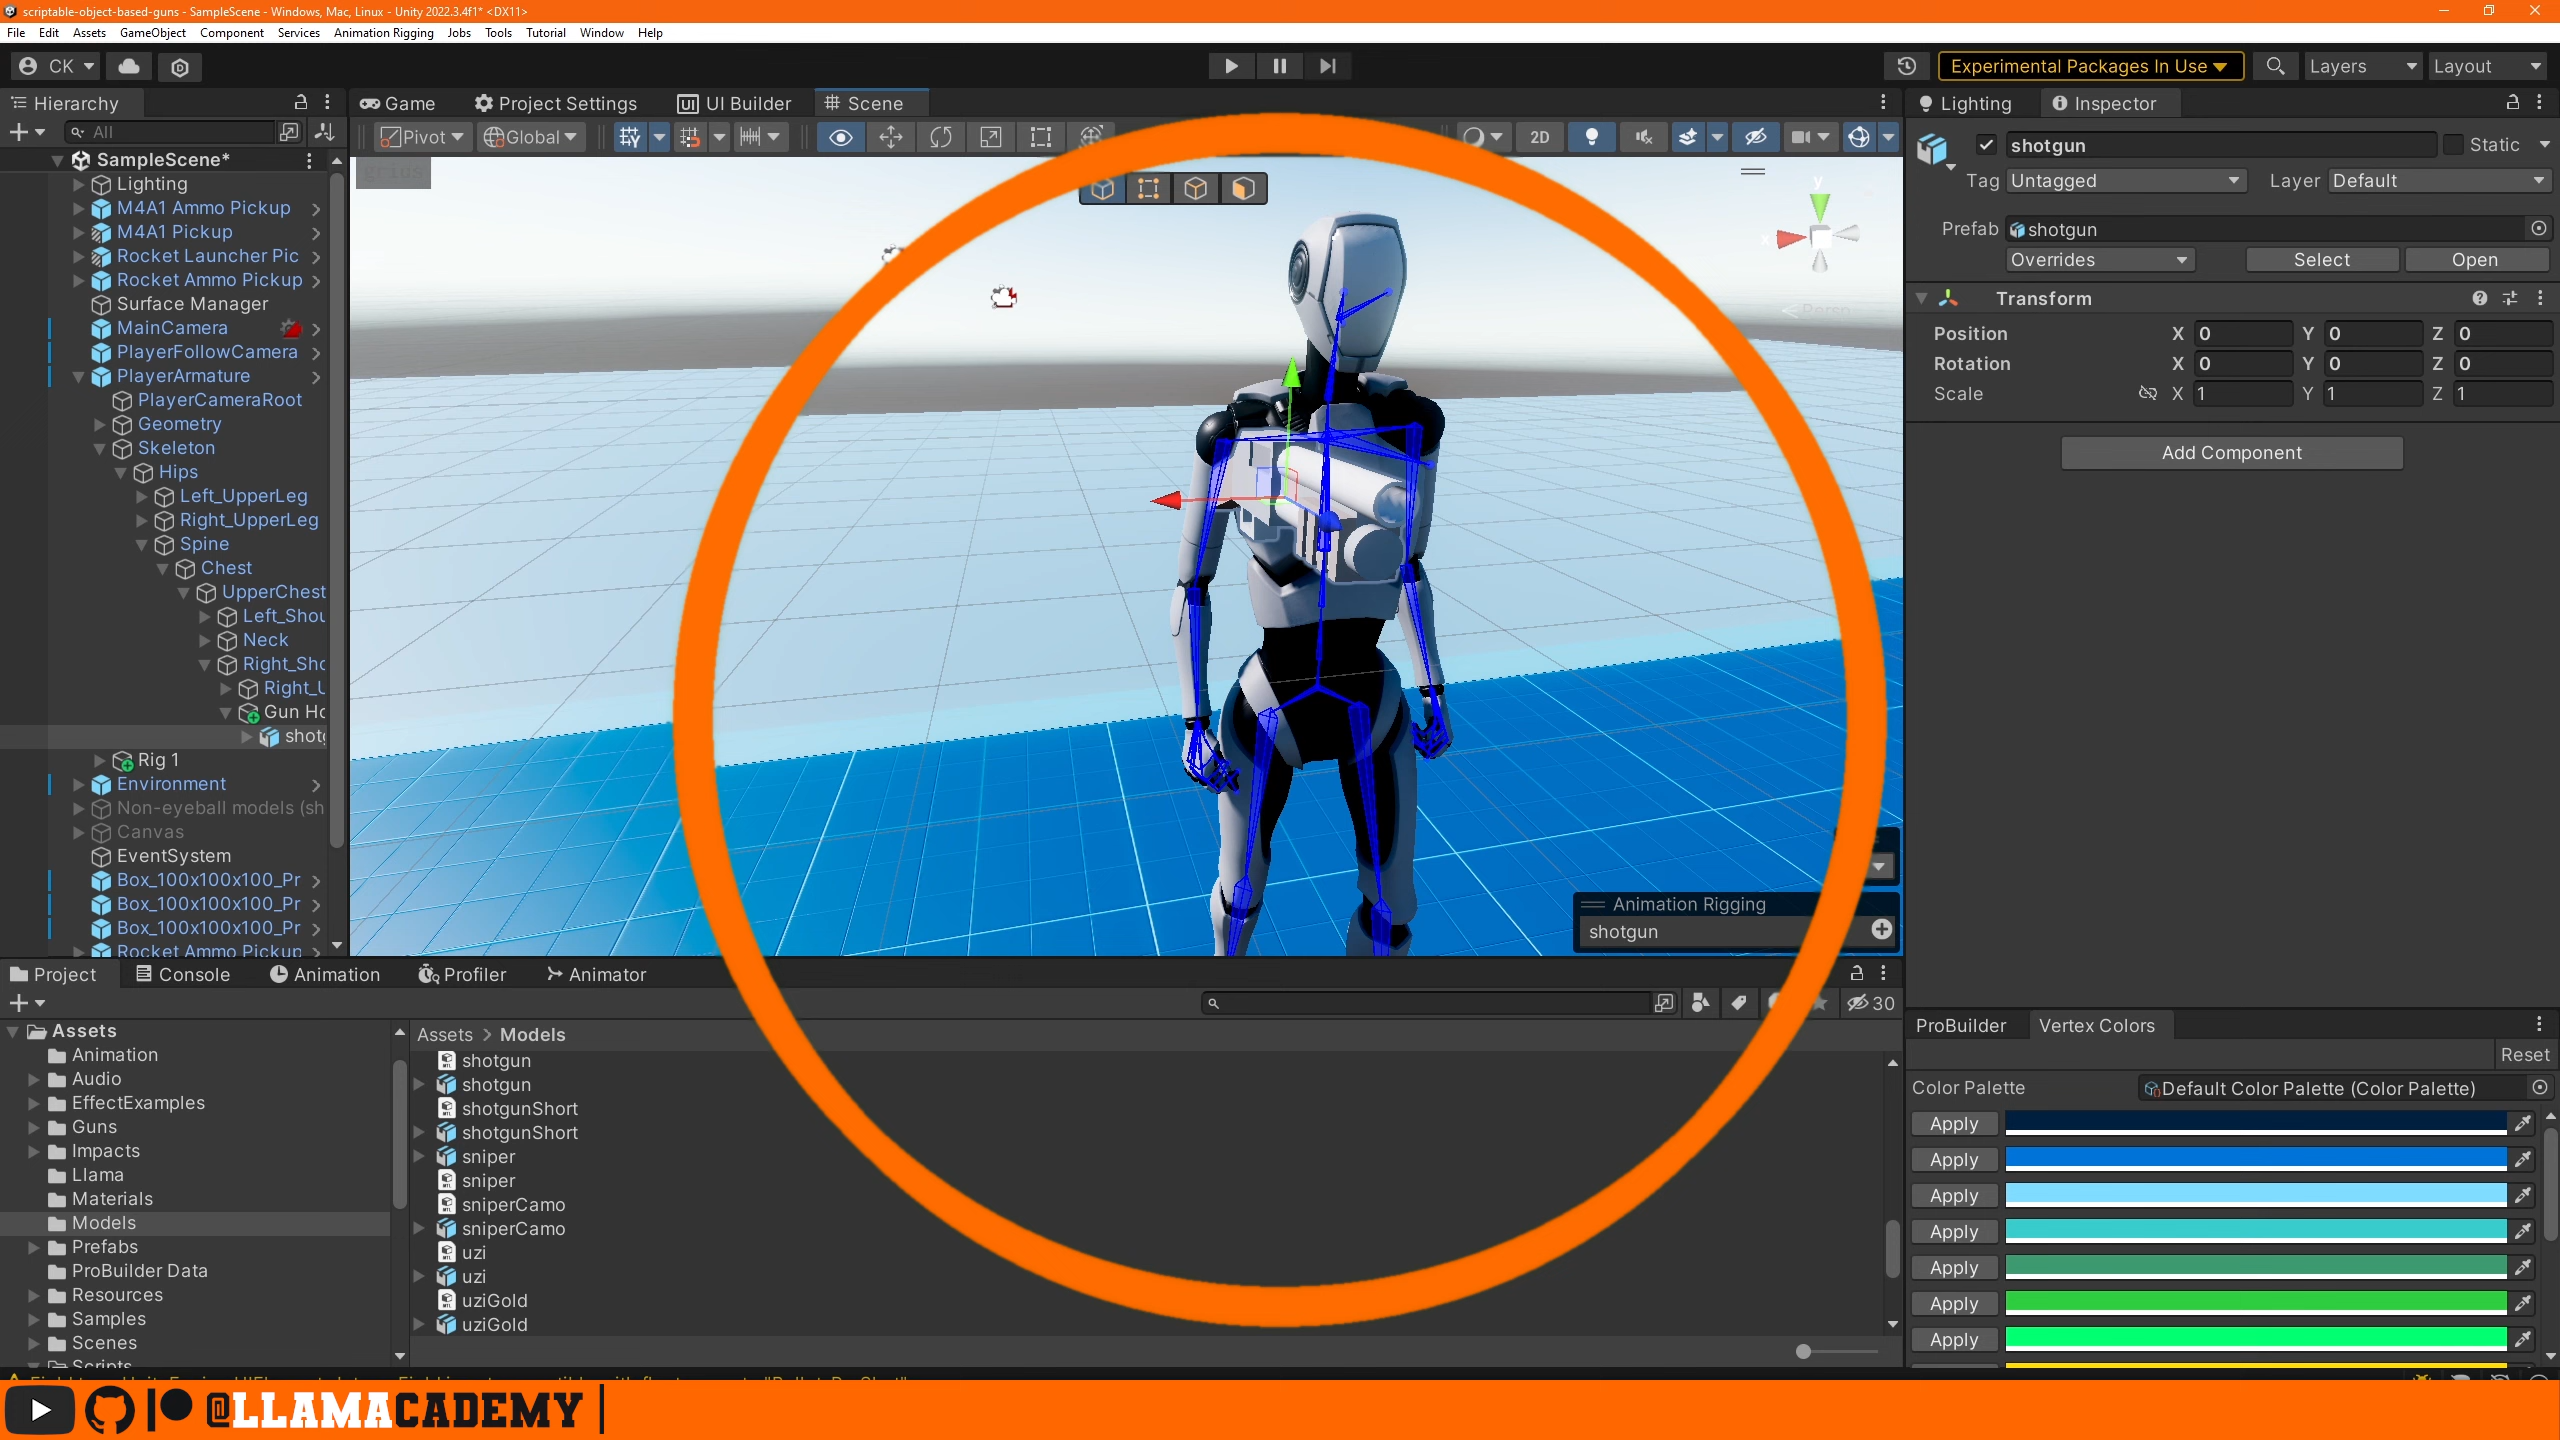 scriptable-object-based-guns - SampleScene - Windows, Mac, Linux - Unity 2022.3.4f1* <DX11>
File Edit Assets GameObject Component Services Animation Rigging Jobs Tools Tutorial Window Help
CK Experimental Packages In Use Layers Layout
Hierarchy Game Project Settings UI Builder Scene Lighting Inspector
All Pivot Global 2D
shotgun Static
Tag Untagged Layer Default
Prefab shotgun
Overrides Select Open
Transform
Position X 0 Y 0 Z 0
Rotation X 0 Y 0 Z 0
Scale X 1 Y 1 Z 1
Add Component
SampleScene*
Lighting
M4A1 Ammo Pickup
M4A1 Pickup
Rocket Launcher Pic
Rocket Ammo Pickup
Surface Manager
MainCamera
PlayerFollowCamera
PlayerArmature
PlayerCameraRoot
Geometry
Skeleton
Hips
Left_UpperLeg
Right_UpperLeg
Spine
Chest
UpperChest
Left_Shou
Neck
Right_Sho
Right_U
Gun Ho
shotg
Rig 1
Environment
Non-eyeball models (sh
Canvas
EventSystem
Box_100x100x100_Pr
Box_100x100x100_Pr
Box_100x100x100_Pr
Rocket Ammo Pickup
y
x
Persp
Animation Rigging
shotgun
Project Console Animation Profiler Animator
30
Assets
Animation
Audio
EffectExamples
Guns
Impacts
Llama
Materials
Models
Prefabs
ProBuilder Data
Resources
Samples
Scenes
Scripts
Assets > Models
shotgun
shotgun
shotgunShort
shotgunShort
sniper
sniper
sniperCamo
sniperCamo
uzi
uzi
uziGold
uziGold
ProBuilder Vertex Colors
Reset
Color Palette Default Color Palette (Color Palette)
Apply
Apply
Apply
Apply
Apply
Apply
Apply
@LLAMACADEMY |